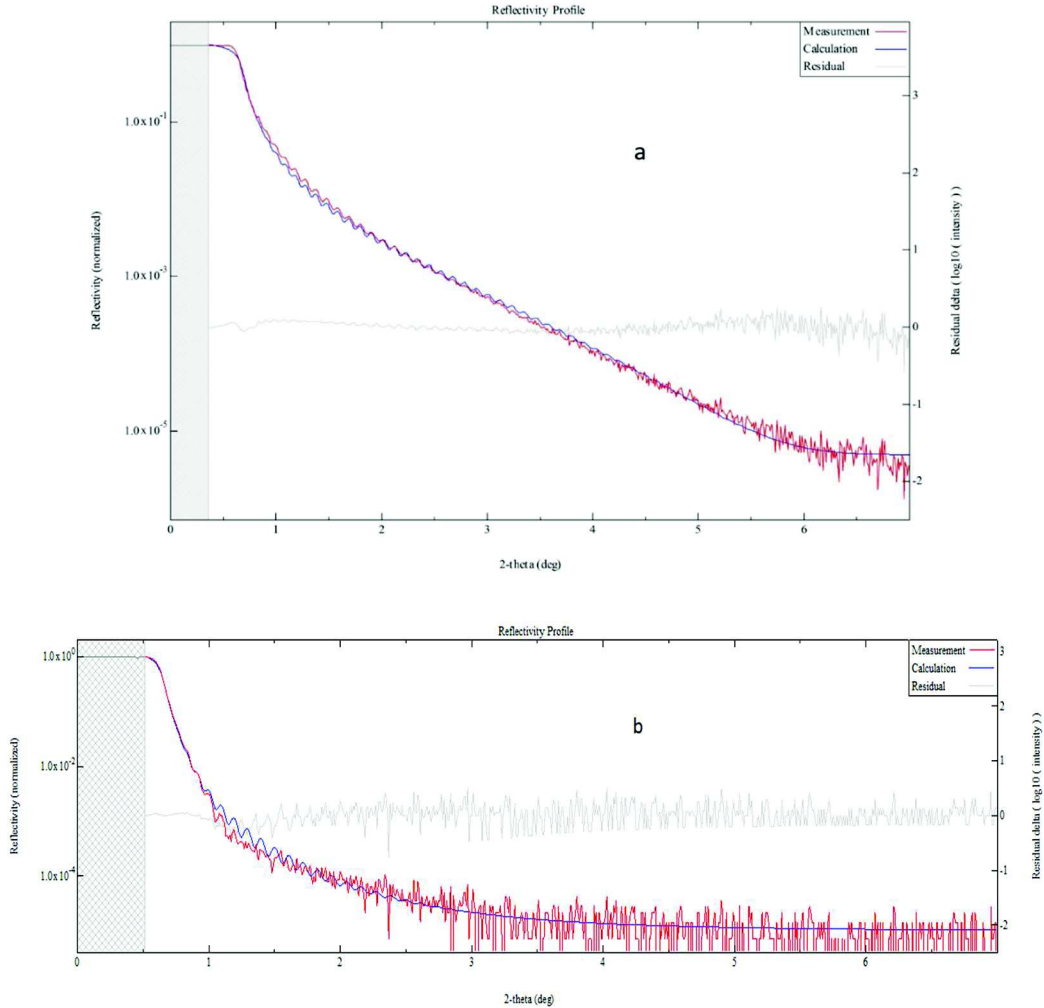 Reflectivity Profile
Measurement
Calculation
Residual
a
1.0x10^-1
1.0x10^-3
1.0x10^-5
Reflectivity (normalized)
3
2
1
0
-1
-2
Residual delta ( log10 ( intensity ) )
0 1 2 3 4 5 6
2-theta (deg)
Reflectivity Profile
Measurement
Calculation
Residual
b
1.0x10^0
1.0x10^-2
1.0x10^-4
Reflectivity (normalized)
3
2
1
0
-1
-2
Residual delta ( log10 ( intensity ) )
0 1 2 3 4 5 6
2-theta (deg)